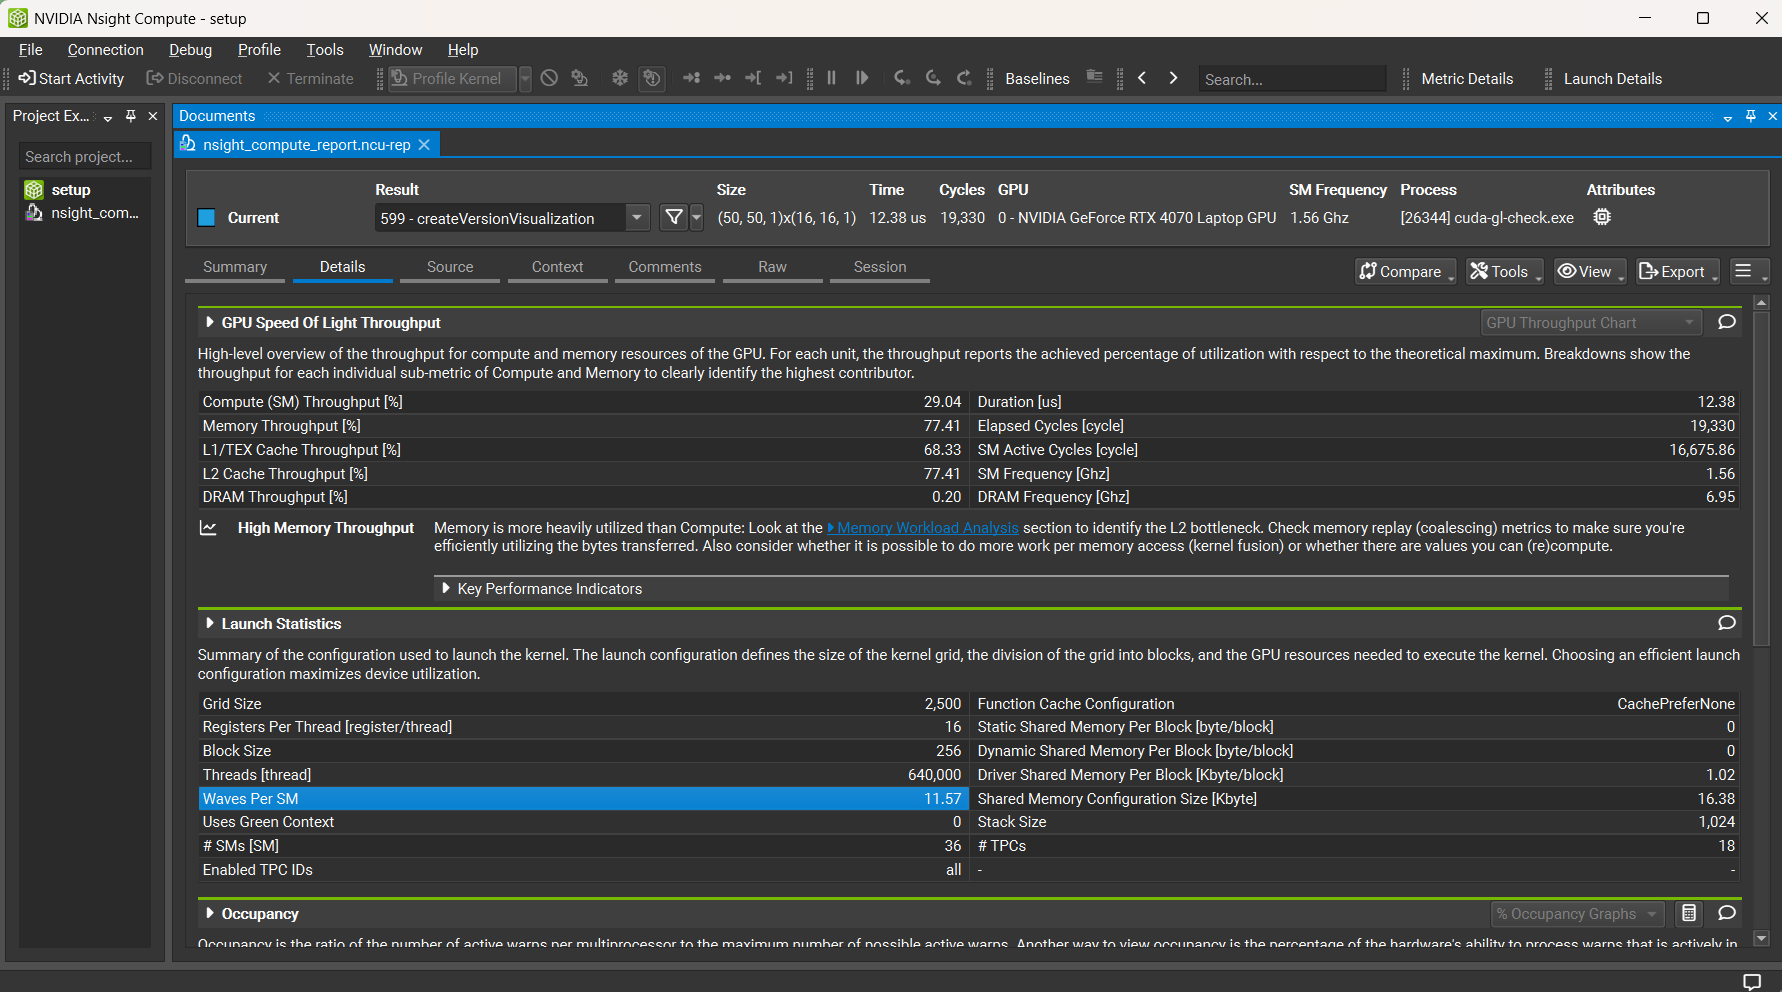 NVIDIA Nsight Compute - setup
File Connection Debug Profile Tools Window Help
Start Activity Disconnect Terminate Profile Kernel Baselines Search... Metric Details Launch Details
Project Ex...
Documents
nsight_compute_report.ncu-rep
Search project...
setup
nsight_com...
Result Size Time Cycles GPU SM Frequency Process Attributes
Current 599 - createVersionVisualization (50, 50, 1)x(16, 16, 1) 12.38 us 19,330 0 - NVIDIA GeForce RTX 4070 Laptop GPU 1.56 Ghz [26344] cuda-gl-check.exe
Summary Details Source Context Comments Raw Session Compare Tools View Export
GPU Speed Of Light Throughput GPU Throughput Chart
High-level overview of the throughput for compute and memory resources of the GPU. For each unit, the throughput reports the achieved percentage of utilization with respect to the theoretical maximum. Breakdowns show the
throughput for each individual sub-metric of Compute and Memory to clearly identify the highest contributor.
Compute (SM) Throughput [%] 29.04 Duration [us] 12.38
Memory Throughput [%] 77.41 Elapsed Cycles [cycle] 19,330
L1/TEX Cache Throughput [%] 68.33 SM Active Cycles [cycle] 16,675.86
L2 Cache Throughput [%] 77.41 SM Frequency [Ghz] 1.56
DRAM Throughput [%] 0.20 DRAM Frequency [Ghz] 6.95
High Memory Throughput Memory is more heavily utilized than Compute: Look at the Memory Workload Analysis section to identify the L2 bottleneck. Check memory replay (coalescing) metrics to make sure you're
efficiently utilizing the bytes transferred. Also consider whether it is possible to do more work per memory access (kernel fusion) or whether there are values you can (re)compute.
Key Performance Indicators
Launch Statistics
Summary of the configuration used to launch the kernel. The launch configuration defines the size of the kernel grid, the division of the grid into blocks, and the GPU resources needed to execute the kernel. Choosing an efficient launch
configuration maximizes device utilization.
Grid Size 2,500 Function Cache Configuration CachePreferNone
Registers Per Thread [register/thread] 16 Static Shared Memory Per Block [byte/block] 0
Block Size 256 Dynamic Shared Memory Per Block [byte/block] 0
Threads [thread] 640,000 Driver Shared Memory Per Block [Kbyte/block] 1.02
Waves Per SM 11.57 Shared Memory Configuration Size [Kbyte] 16.38
Uses Green Context 0 Stack Size 1,024
# SMs [SM] 36 # TPCs 18
Enabled TPC IDs all - -
Occupancy % Occupancy Graphs
Occupancy is the ratio of the number of active warps per multiprocessor to the maximum number of possible active warps. Another way to view occupancy is the percentage of the hardware's ability to process warps that is actively in